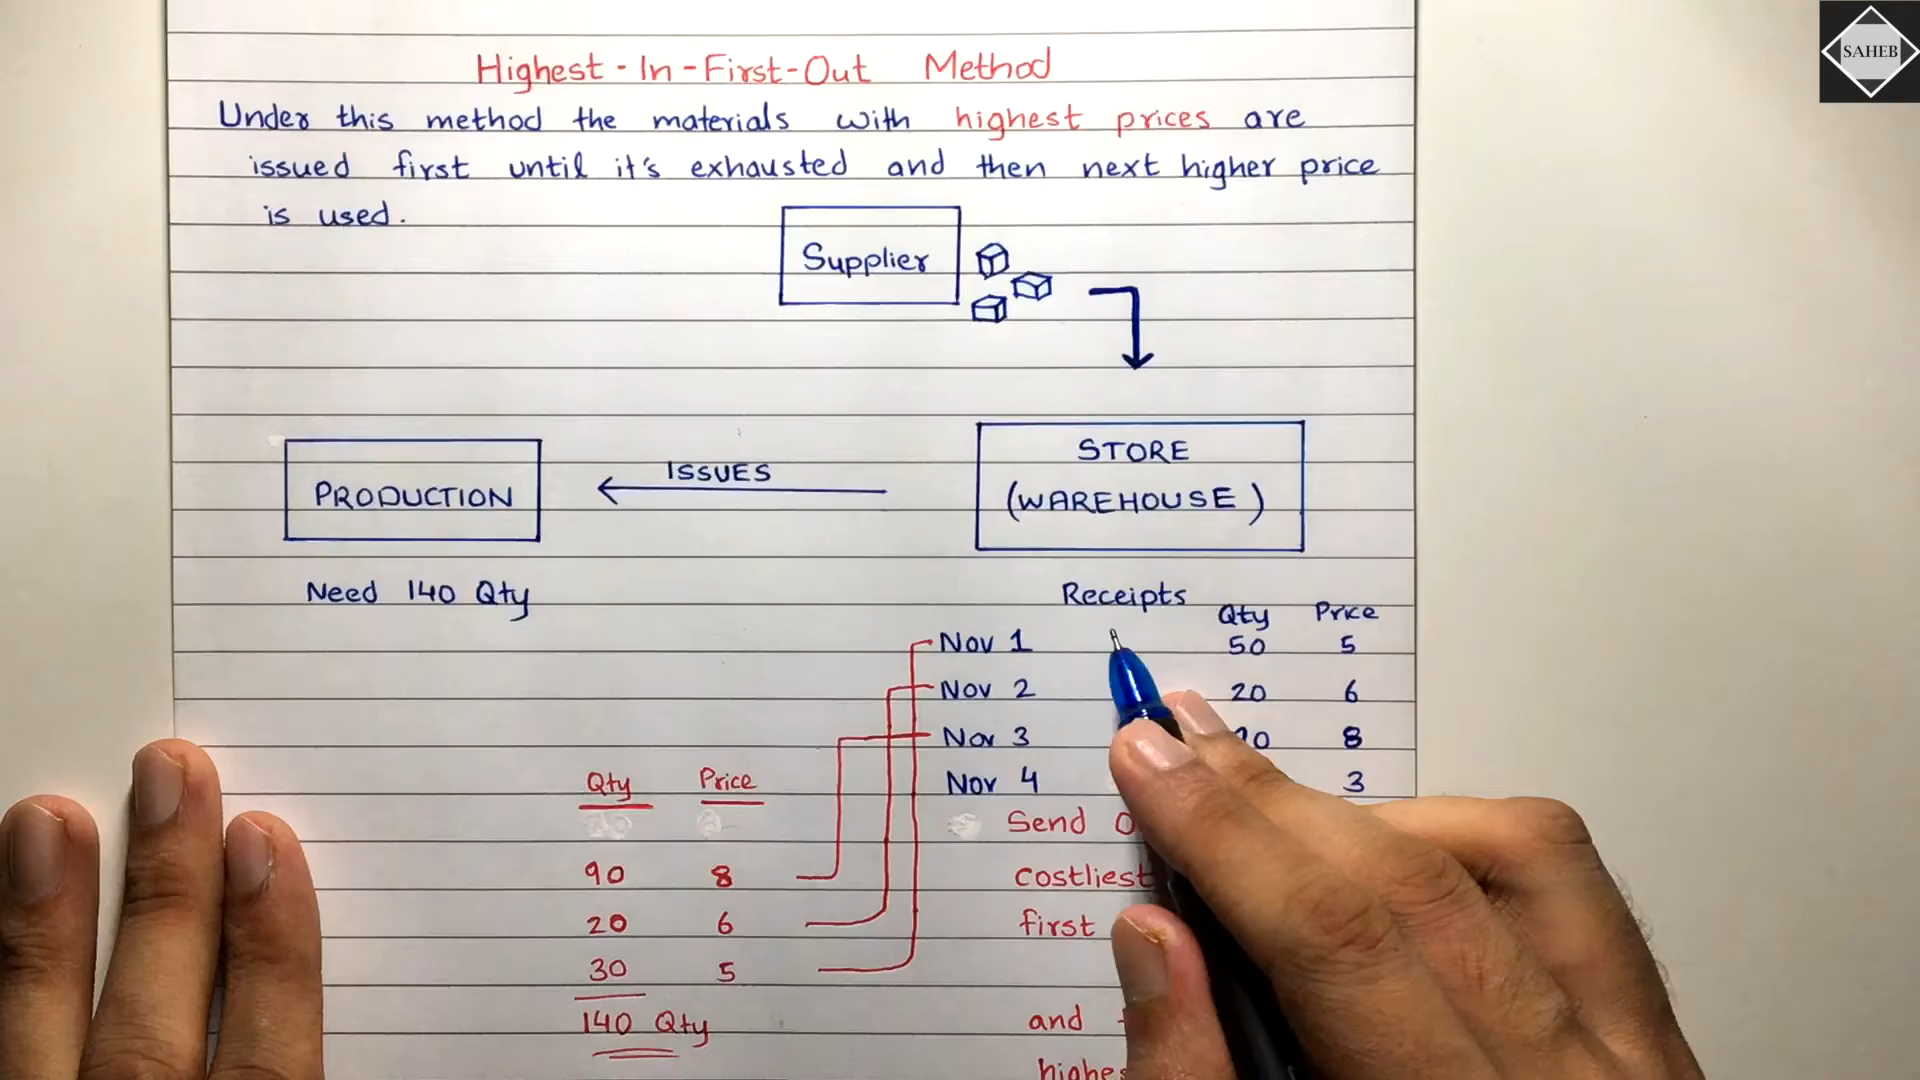 SAHEB
Highest-In-First-Out Method
Under this method the materials with highest prices are
issued first until it's exhausted and then next higher price
is used.
Supplier
STORE
(WAREHOUSE)
ISSUES
PRODUCTION
Need 140 Qty
Receipts
Qty Price
Nov 1 50 5
Nov 2 20 6
Nov 3 8
Nov 4 3
Send
costliest
first
and
Qty Price
90 8
20 6
30 5
140 Qty